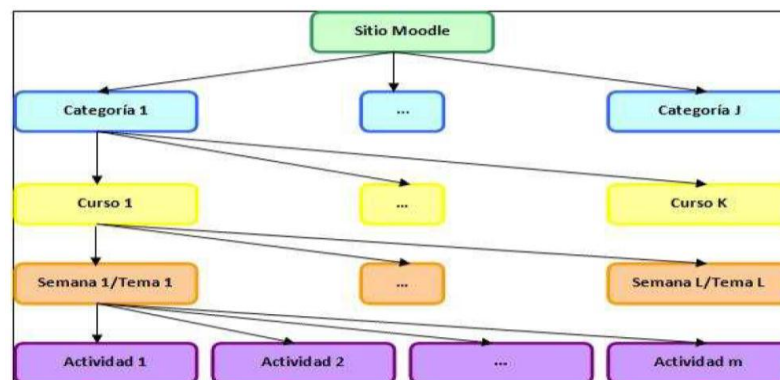 Sitio Moodle
Categoría 1
...
Categoría J
Curso 1
...
Curso K
Semana 1/Tema 1
...
Semana L/Tema L
Actividad 1
Actividad 2
...
Actividad m